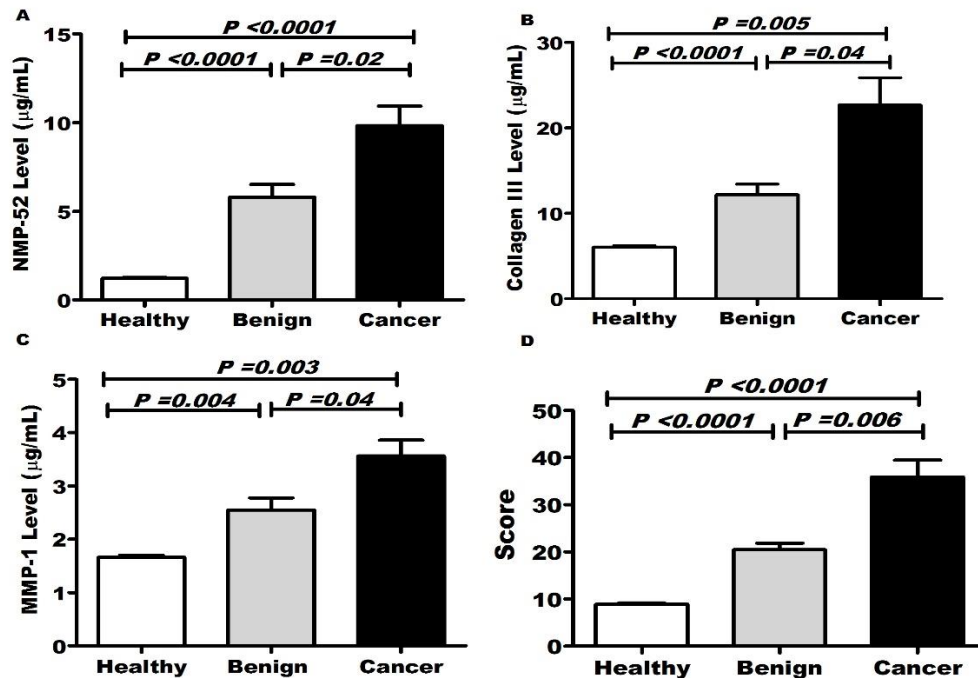 A
P <0.0001
P <0.0001 P =0.02
NMP-52 Level (µg/mL)
15
10
5
0
Healthy Benign Cancer
B
P =0.005
P <0.0001 P =0.04
Collagen III Level (µg/mL)
30
20
10
0
Healthy Benign Cancer
C
P =0.003
P =0.004 P =0.04
MMP-1 Level (µg/mL)
5
4
3
2
1
0
Healthy Benign Cancer
D
P <0.0001
P <0.0001 P =0.006
Score
50
40
30
20
10
0
Healthy Benign Cancer